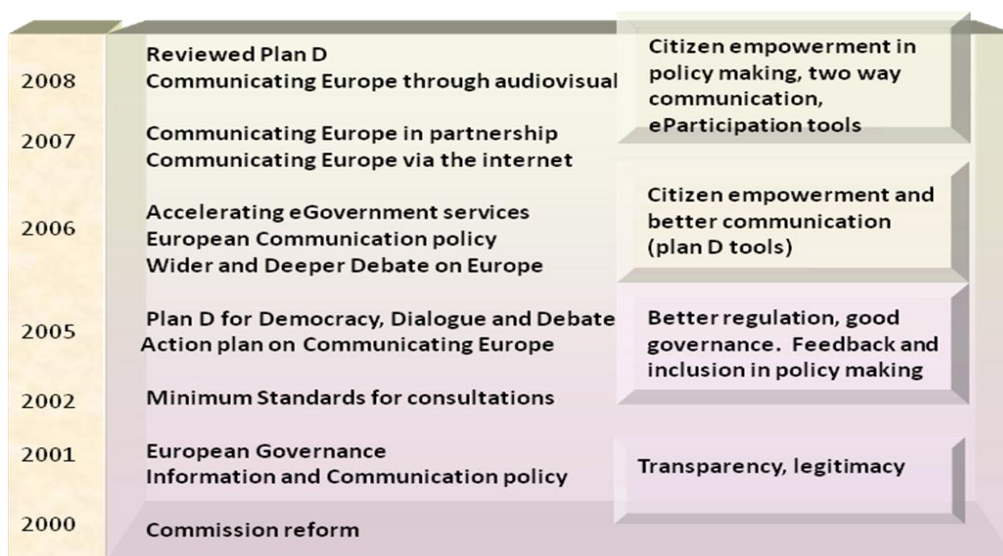 2008
Reviewed Plan D
Communicating Europe through audiovisual
Citizen empowerment in
policy making, two way
communication,
eParticipation tools
2007
Communicating Europe in partnership
Communicating Europe via the internet
2006
Accelerating eGovernment services
European Communication policy
Wider and Deeper Debate on Europe
Citizen empowerment and
better communication
(plan D tools)
2005
Plan D for Democracy, Dialogue and Debate
Action plan on Communicating Europe
Better regulation, good
governance. Feedback and
inclusion in policy making
2002
Minimum Standards for consultations
2001
European Governance
Information and Communication policy
Transparency, legitimacy
2000
Commission reform